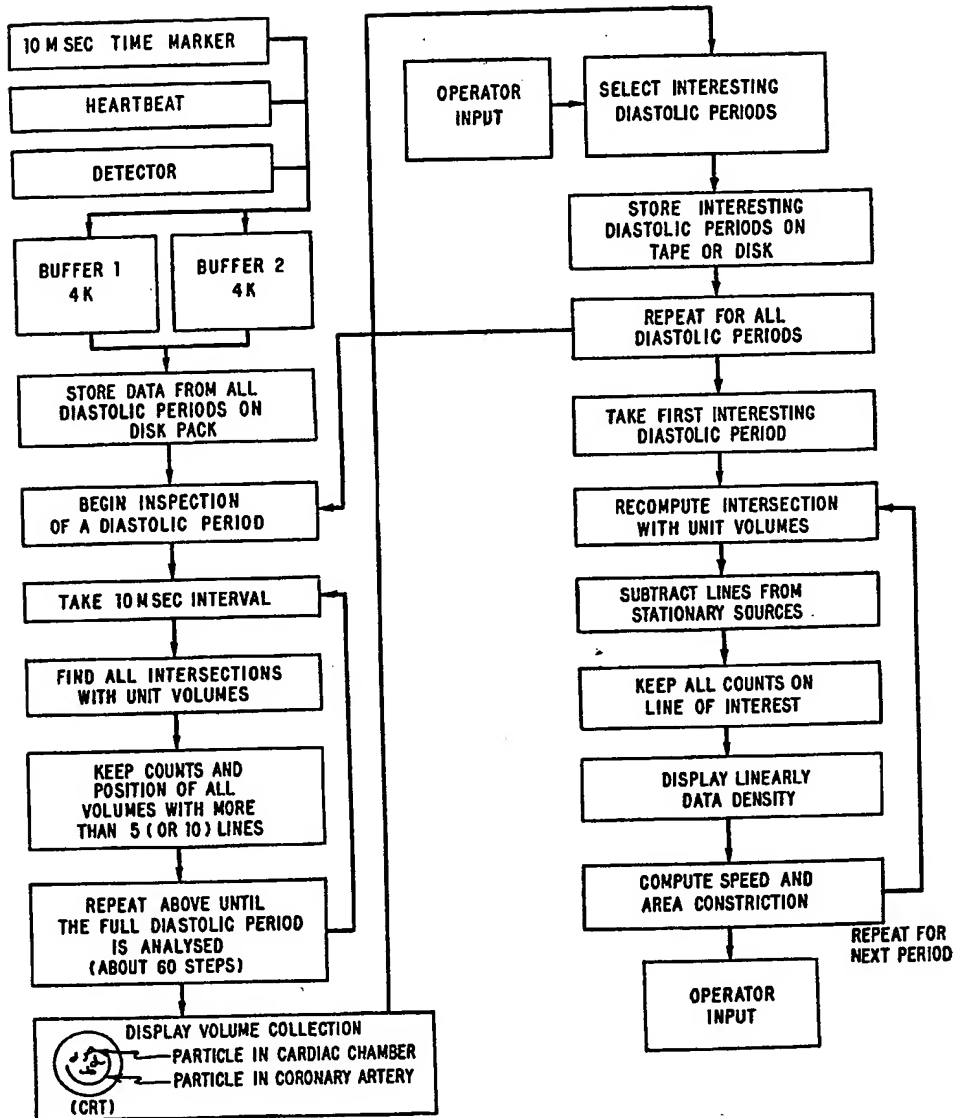 10 M SEC TIME MARKER
HEARTBEAT
DETECTOR
BUFFER 1
4K
BUFFER 2
4K
STORE DATA FROM ALL
DIASTOLIC PERIODS ON
DISK PACK
BEGIN INSPECTION
OF A DIASTOLIC PERIOD
TAKE 10 MSEC INTERVAL
FIND ALL INTERSECTIONS
WITH UNIT VOLUMES
KEEP COUNTS AND
POSITION OF ALL
VOLUMES WITH MORE
THAN 5 (OR 10) LINES
REPEAT ABOVE UNTIL
THE FULL DIASTOLIC PERIOD
IS ANALYSED
(ABOUT 60 STEPS)
DISPLAY VOLUME COLLECTION
PARTICLE IN CARDIAC CHAMBER
PARTICLE IN CORONARY ARTERY
(CRT)
OPERATOR
INPUT
SELECT INTERESTING
DIASTOLIC PERIODS
STORE INTERESTING
DIASTOLIC PERIODS ON
TAPE OR DISK
REPEAT FOR ALL
DIASTOLIC PERIODS
TAKE FIRST INTERESTING
DIASTOLIC PERIOD
RECOMPUTE INTERSECTION
WITH UNIT VOLUMES
SUBTRACT LINES FROM
STATIONARY SOURCES
KEEP ALL COUNTS ON
LINE OF INTEREST
DISPLAY LINEARLY
DATA DENSITY
COMPUTE SPEED AND
AREA CONSTRICTION
REPEAT FOR
NEXT PERIOD
OPERATOR
INPUT